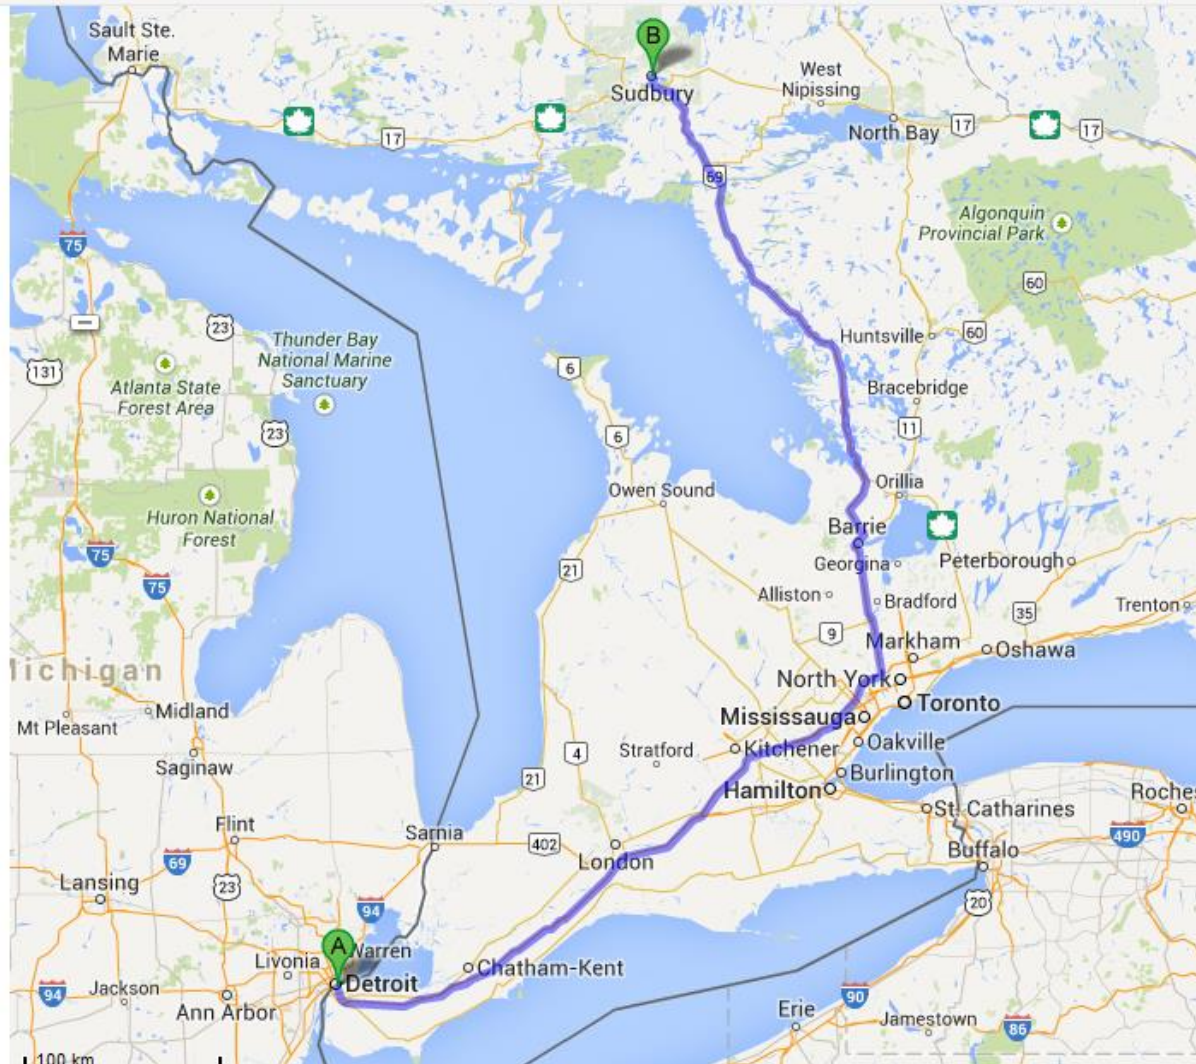 Sault Ste.
Marie
B
Sudbury
West
Nipissing
North Bay
17
17
17
69
Algonquin
Provincial Park
75
60
23
Thunder Bay
National Marine
Sanctuary
Huntsville
60
131
Atlanta State
Forest Area
6
Bracebridge
23
6
11
Orillia
Owen Sound
Huron National
Forest
Barrie
75
21
Georgina
Peterborough
75
Alliston
Bradford
35
Trenton
9
Markham
Oshawa
Michigan
North York
Toronto
Midland
Mt Pleasant
Mississauga
Stratford
Kitchener
Oakville
4
Saginaw
21
Burlington
Hamilton
Roches
St. Catharines
Flint
Sarnia
402
490
69
London
Buffalo
Lansing
23
94
20
A
Warren
Livonia
Chatham-Kent
Detroit
94
Jackson
Ann Arbor
90
Erie
Jamestown
86
100 km